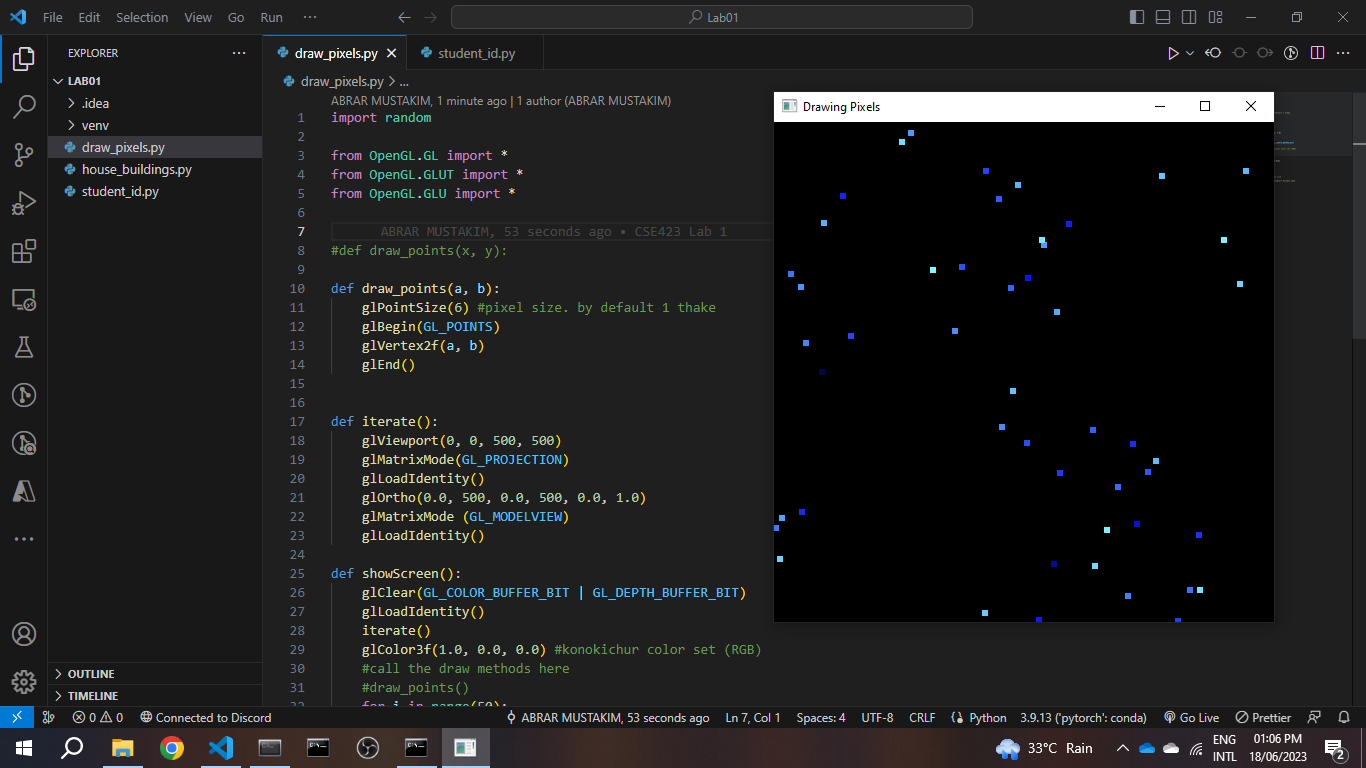 File Edit Selection View Go Run ··· Lab01
EXPLORER ···
LAB01
.idea
venv
draw_pixels.py
house_buildings.py
student_id.py
OUTLINE
TIMELINE
draw_pixels.py student_id.py
draw_pixels.py > ...
ABRAR MUSTAKIM, 1 minute ago | 1 author (ABRAR MUSTAKIM)
1 import random
2
3 from OpenGL.GL import *
4 from OpenGL.GLUT import *
5 from OpenGL.GLU import *
6
7 ABRAR MUSTAKIM, 53 seconds ago • CSE423 Lab 1
8 #def draw_points(x, y):
9
10 def draw_points(a, b):
11 glPointSize(6) #pixel size. by default 1 thake
12 glBegin(GL_POINTS)
13 glVertex2f(a, b)
14 glEnd()
15
16
17 def iterate():
18 glViewport(0, 0, 500, 500)
19 glMatrixMode(GL_PROJECTION)
20 glLoadIdentity()
21 glOrtho(0.0, 500, 0.0, 500, 0.0, 1.0)
22 glMatrixMode (GL_MODELVIEW)
23 glLoadIdentity()
24
25 def showScreen():
26 glClear(GL_COLOR_BUFFER_BIT | GL_DEPTH_BUFFER_BIT)
27 glLoadIdentity()
28 iterate()
29 glColor3f(1.0, 0.0, 0.0) #konokichur color set (RGB)
30 #call the draw methods here
31 #draw_points()
32 for i in range(50):
Drawing Pixels
0 0 Connected to Discord ABRAR MUSTAKIM, 53 seconds ago Ln 7, Col 1 Spaces: 4 UTF-8 CRLF Python 3.9.13 ('pytorch': conda) Go Live Prettier
33°C Rain ENG 01:06 PM
INTL 18/06/2023 2